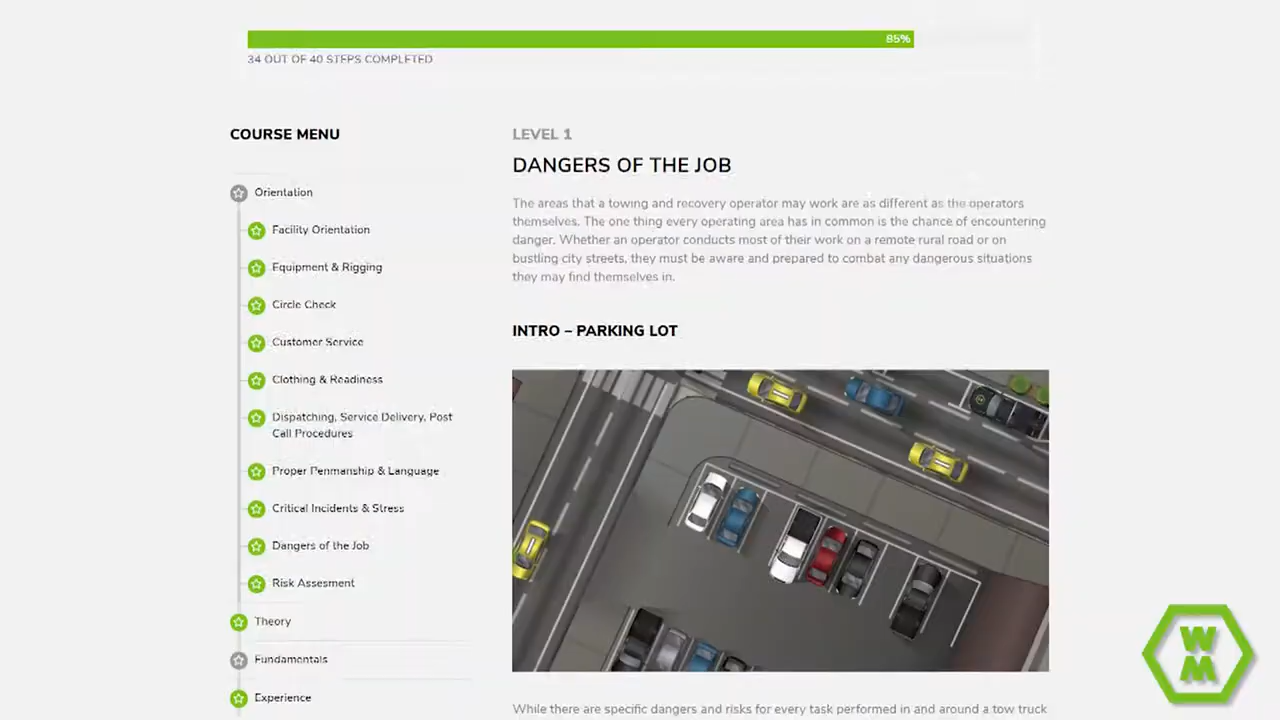 85%
34 OUT OF 40 STEPS COMPLETED
COURSE MENU
Orientation
Facility Orientation
Equipment & Rigging
Circle Check
Customer Service
Clothing & Readiness
Dispatching, Service Delivery, Post
Call Procedures
Proper Penmanship & Language
Critical Incidents & Stress
Dangers of the Job
Risk Assesment
Theory
Fundamentals
Experience
LEVEL 1
DANGERS OF THE JOB
The areas that a towing and recovery operator may work are as different as the operators
themselves. The one thing every operating area has in common is the chance of encountering
danger. Whether an operator conducts most of their work on a remote rural road or on
bustling city streets, they must be aware and prepared to combat any dangerous situations
they may find themselves in.
INTRO – PARKING LOT
While there are specific dangers and risks for every task performed in and around a tow truck
W
M